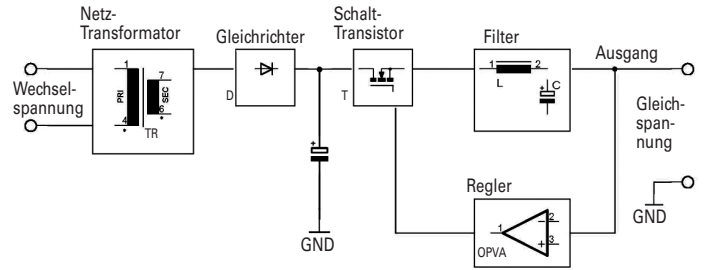 Netz-
Transformator
Gleichrichter
Schalt-
Transistor
Filter
Ausgang
Wechsel-
spannung
1
4
PRI
7
6
SEC
TR
D
+
T
1
2
L
+
C
Gleich-
span-
nung
GND
GND
Regler
1
2
3
-
+
OPVA